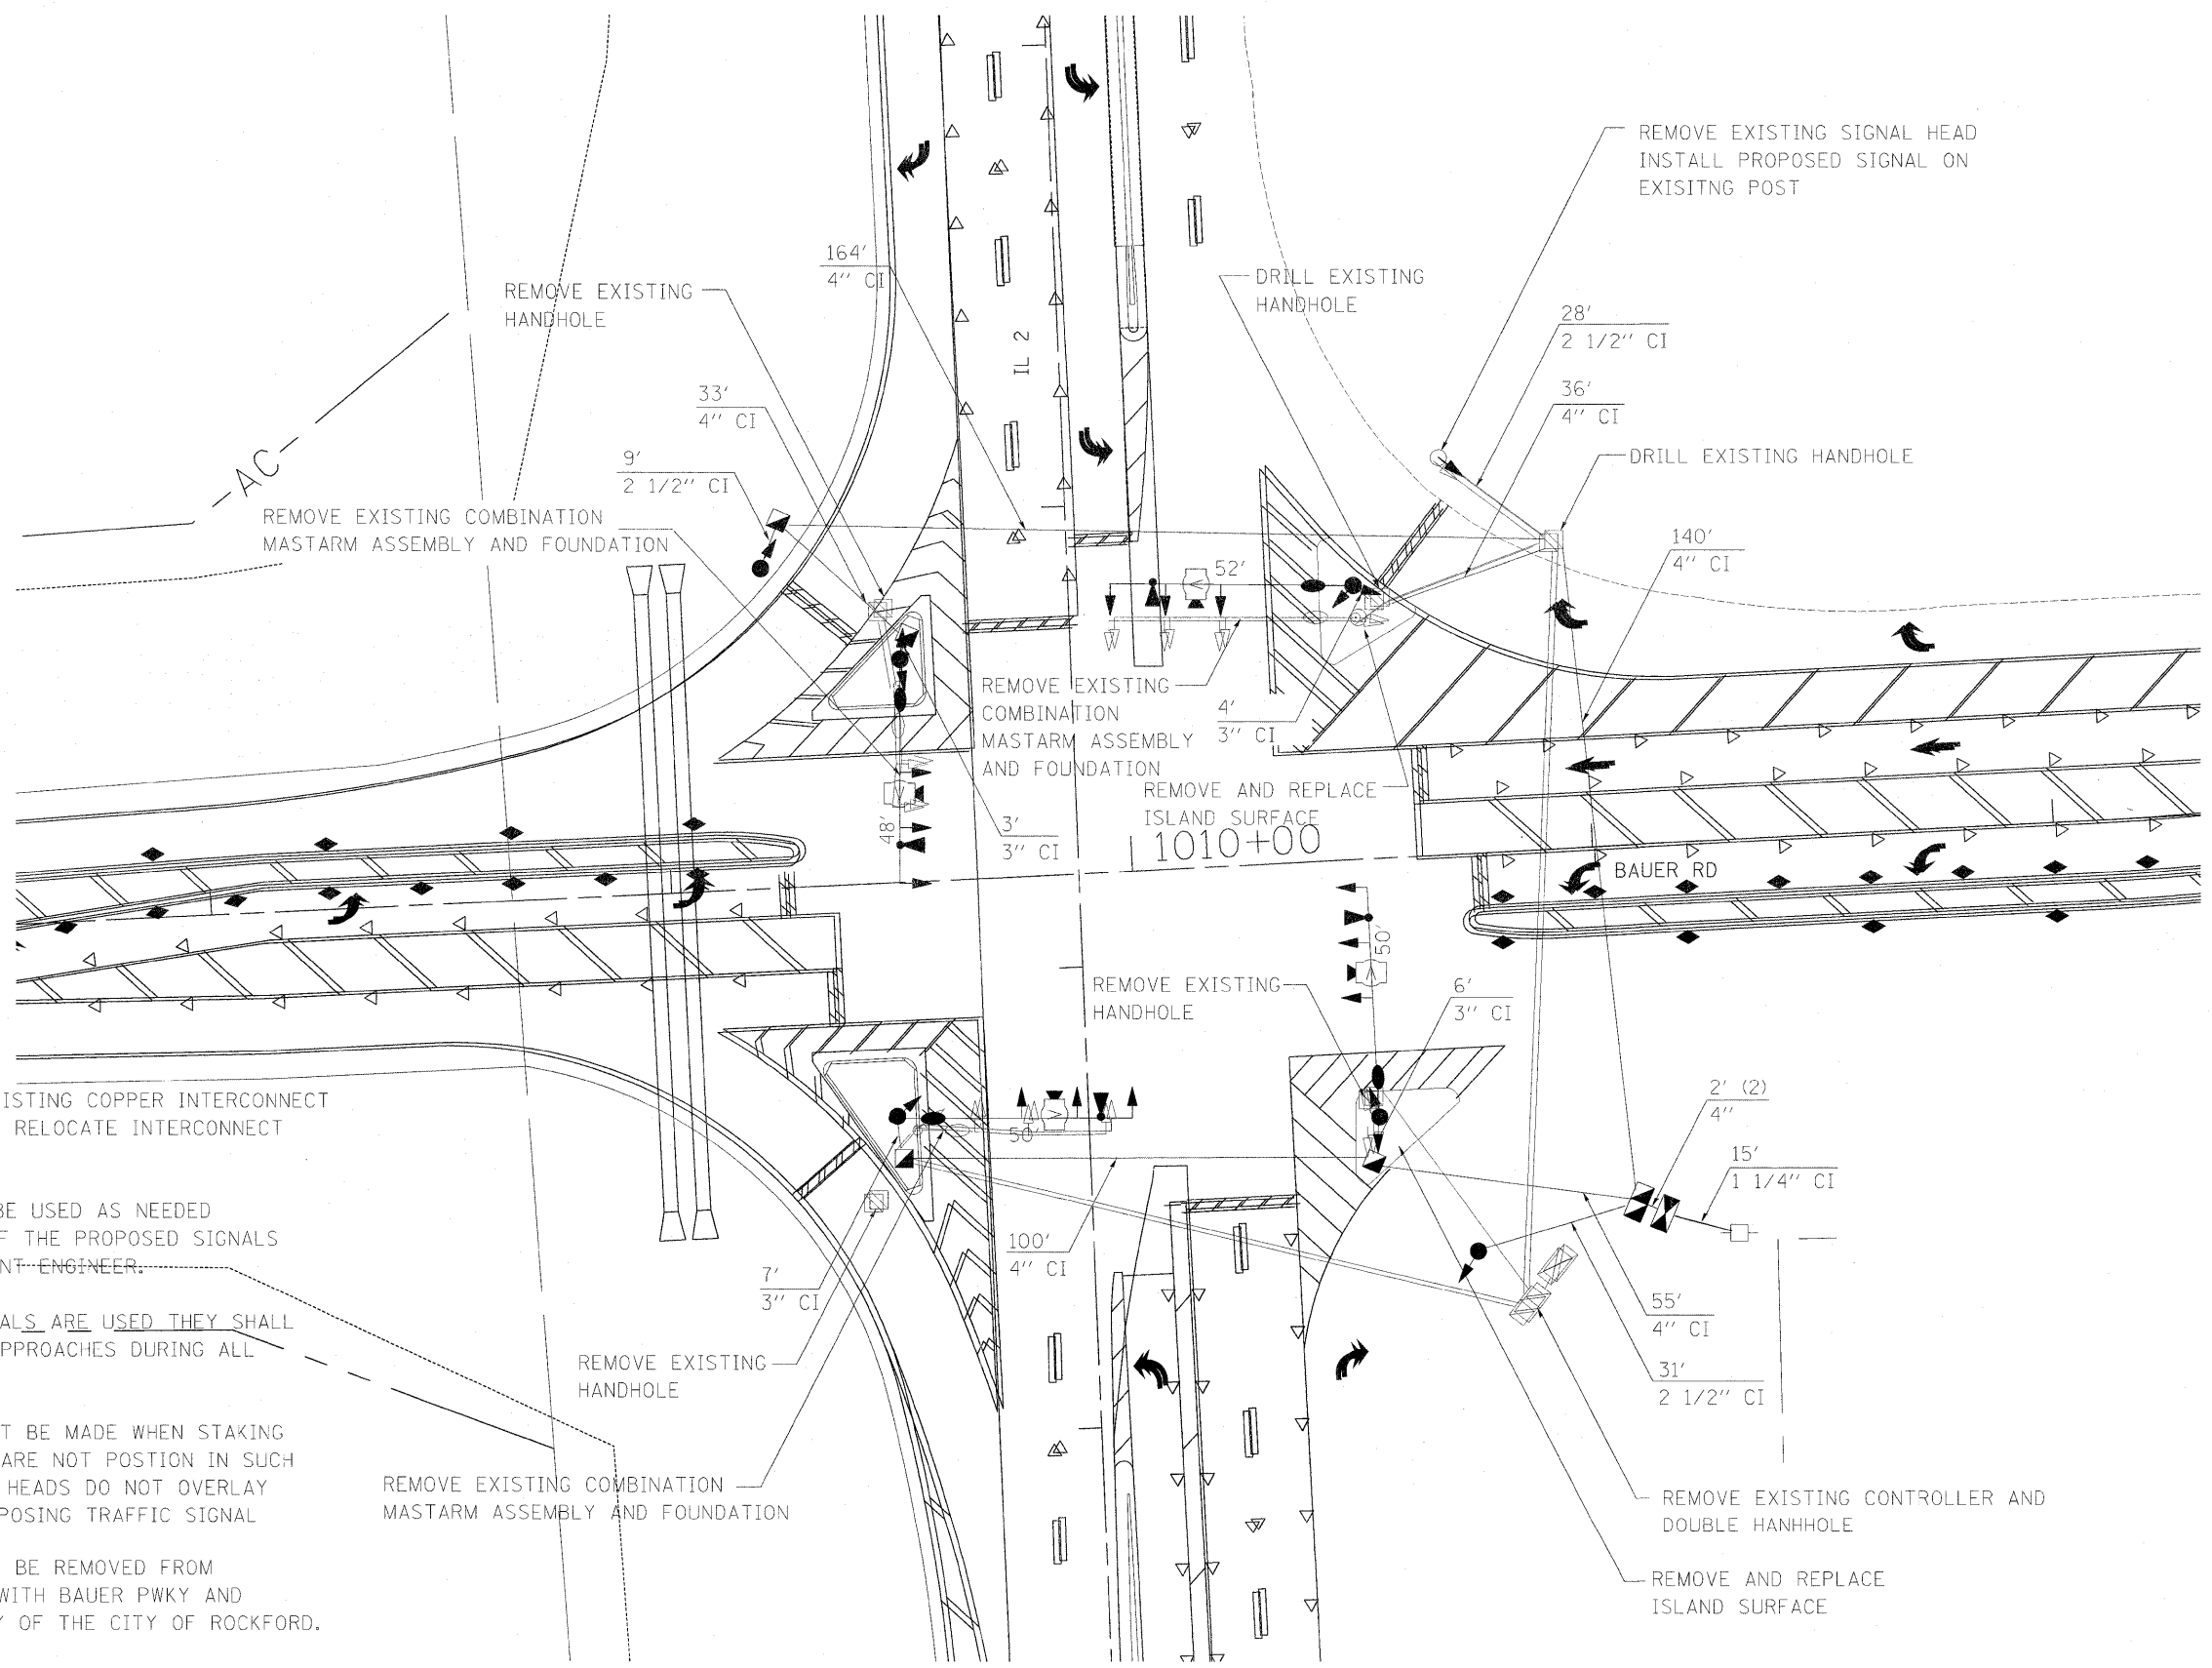 REMOVE EXISTING SIGNAL HEAD
INSTALL PROPOSED SIGNAL ON
EXISITNG POST
164'
4'' CI
REMOVE EXISTING
HANDHOLE
DRILL EXISTING
HANDHOLE
28'
2 1/2'' CI
IL 2
33'
4'' CI
36'
4'' CI
9'
2 1/2'' CI
-AC-
DRILL EXISTING HANDHOLE
REMOVE EXISTING COMBINATION
MASTARM ASSEMBLY AND FOUNDATION
140'
4'' CI
52'
REMOVE EXISTING
COMBINATION
MASTARM ASSEMBLY
AND FOUNDATION
4'
3'' CI
REMOVE AND REPLACE
ISLAND SURFACE
48'
3'
3'' CI
1010+00
BAUER RD
50'
REMOVE EXISTING
HANDHOLE
6'
3'' CI
ISTING COPPER INTERCONNECT
RELOCATE INTERCONNECT
50'
2' (2)
4''
15'
1 1/4'' CI
BE USED AS NEEDED
F THE PROPOSED SIGNALS
NT ENGINEER.
100'
4'' CI
7'
3'' CI
55'
4'' CI
ALS ARE USED THEY SHALL
PPROACHES DURING ALL
REMOVE EXISTING
HANDHOLE
31'
2 1/2'' CI
T BE MADE WHEN STAKING
ARE NOT POSTION IN SUCH
HEADS DO NOT OVERLAY
POSING TRAFFIC SIGNAL
REMOVE EXISTING COMBINATION
MASTARM ASSEMBLY AND FOUNDATION
REMOVE EXISTING CONTROLLER AND
DOUBLE HANHHOLE
BE REMOVED FROM
WITH BAUER PWKY AND
Y OF THE CITY OF ROCKFORD.
REMOVE AND REPLACE
ISLAND SURFACE